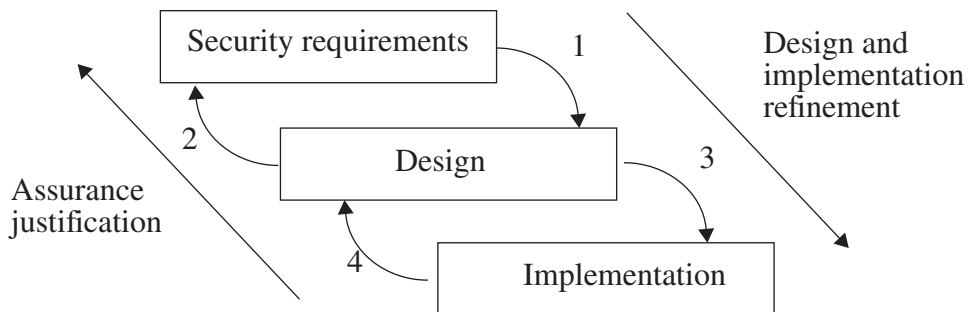 Security requirements
1
Design and
implementation
refinement
2
Design
3
Assurance
justification
4
Implementation